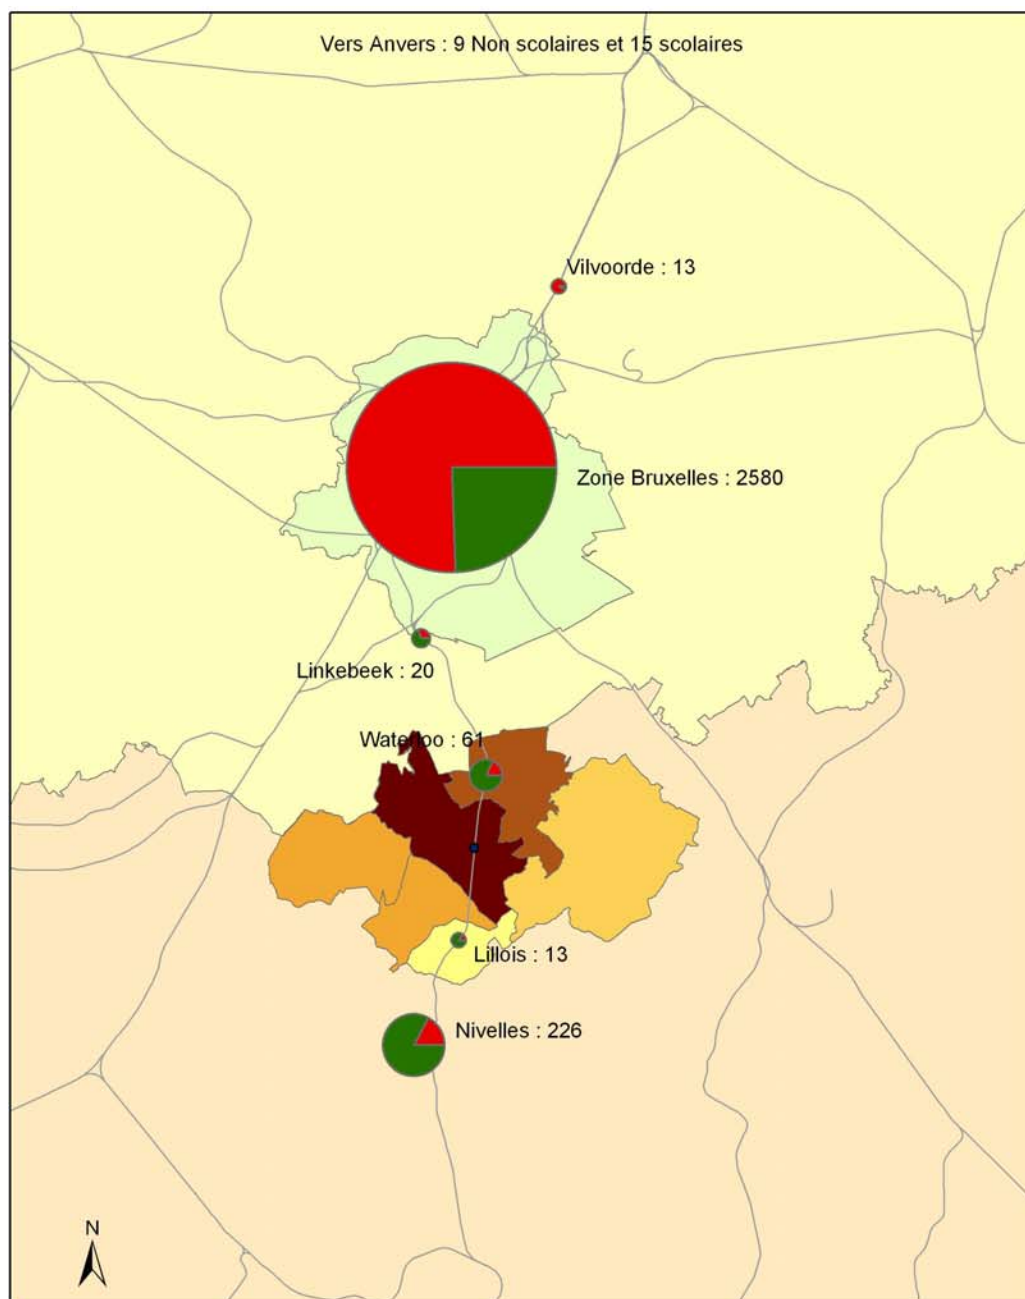 Vers Anvers : 9 Non scolaires et 15 scolaires
Vilvoorde : 13
Zone Bruxelles : 2580
Linkebeek : 20
Waterloo : 61
Lillois : 13
Nivelles : 226
N